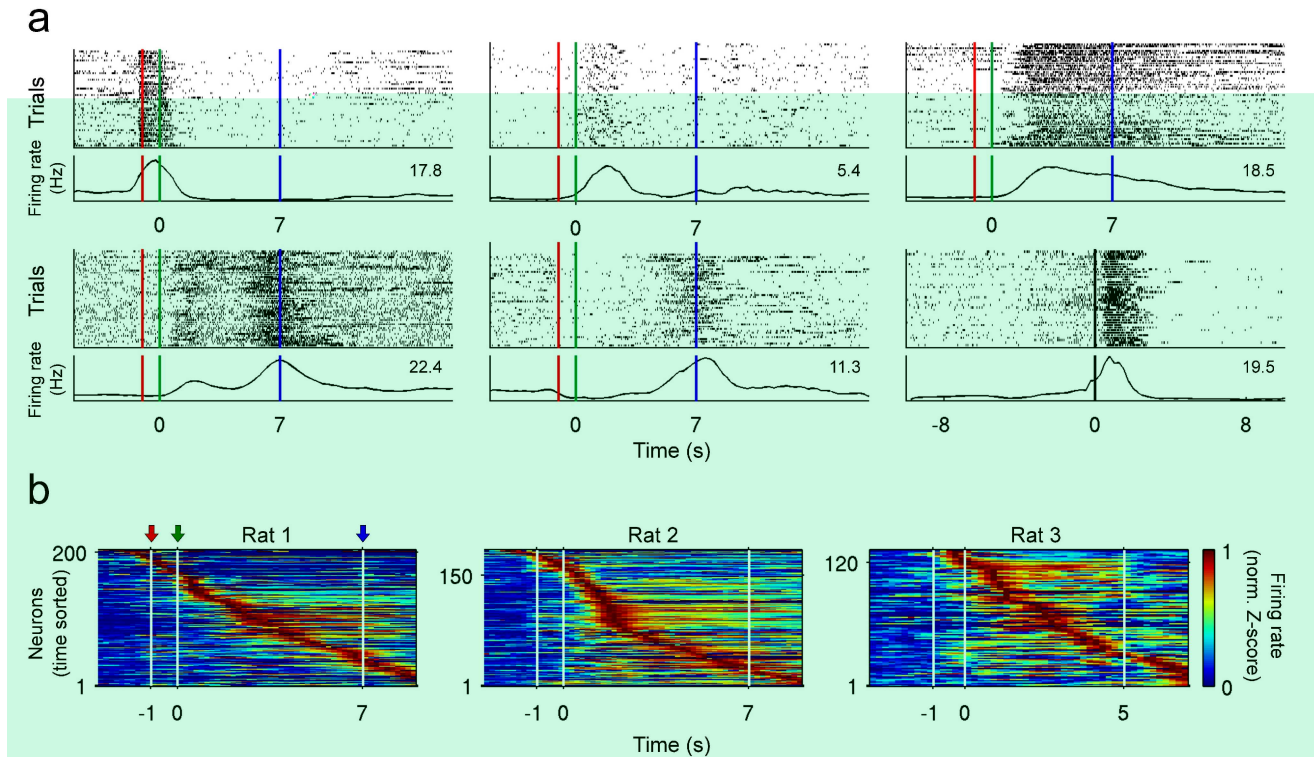 a
Trials
Firing rate
(Hz)
17.8
5.4
18.5
0 7
0 7
0 7
Trials
Firing rate
(Hz)
22.4
11.3
19.5
0 7
0 7
-8 0 8
Time (s)
b
Rat 1
Rat 2
Rat 3
Neurons
(time sorted)
200
1
150
1
120
1
1
0
Firing rate
(norm. Z-score)
-1 0 7
-1 0 7
-1 0 5
Time (s)